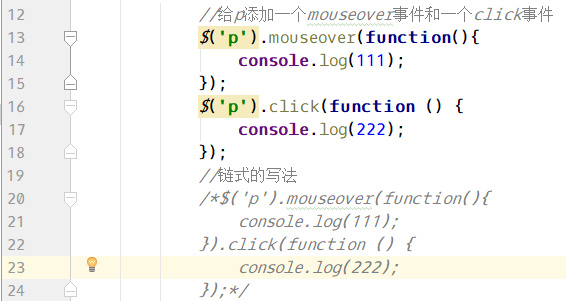 12 //给p添加一个mouseover事件和一个click事件
13 $('p').mouseover(function(){
14 console.log(111);
15 });
16 $('p').click(function () {
17 console.log(222);
18 });
19 //链式的写法
20 /*$('p').mouseover(function(){
21 console.log(111);
22 }).click(function () {
23 console.log(222);
24 });*/